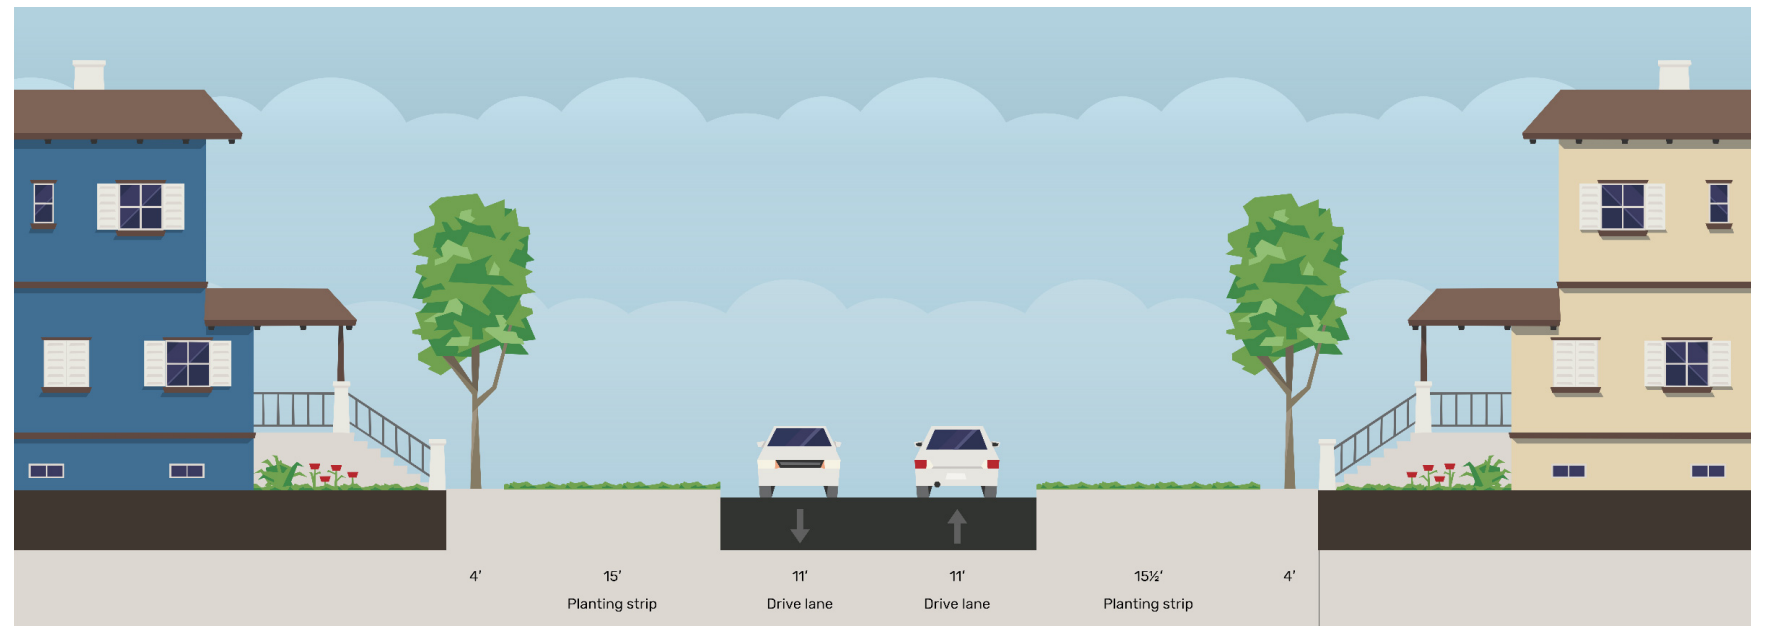 4’ 15’ 11’ 11’ 15½’ 4’
Planting strip Drive lane Drive lane Planting strip